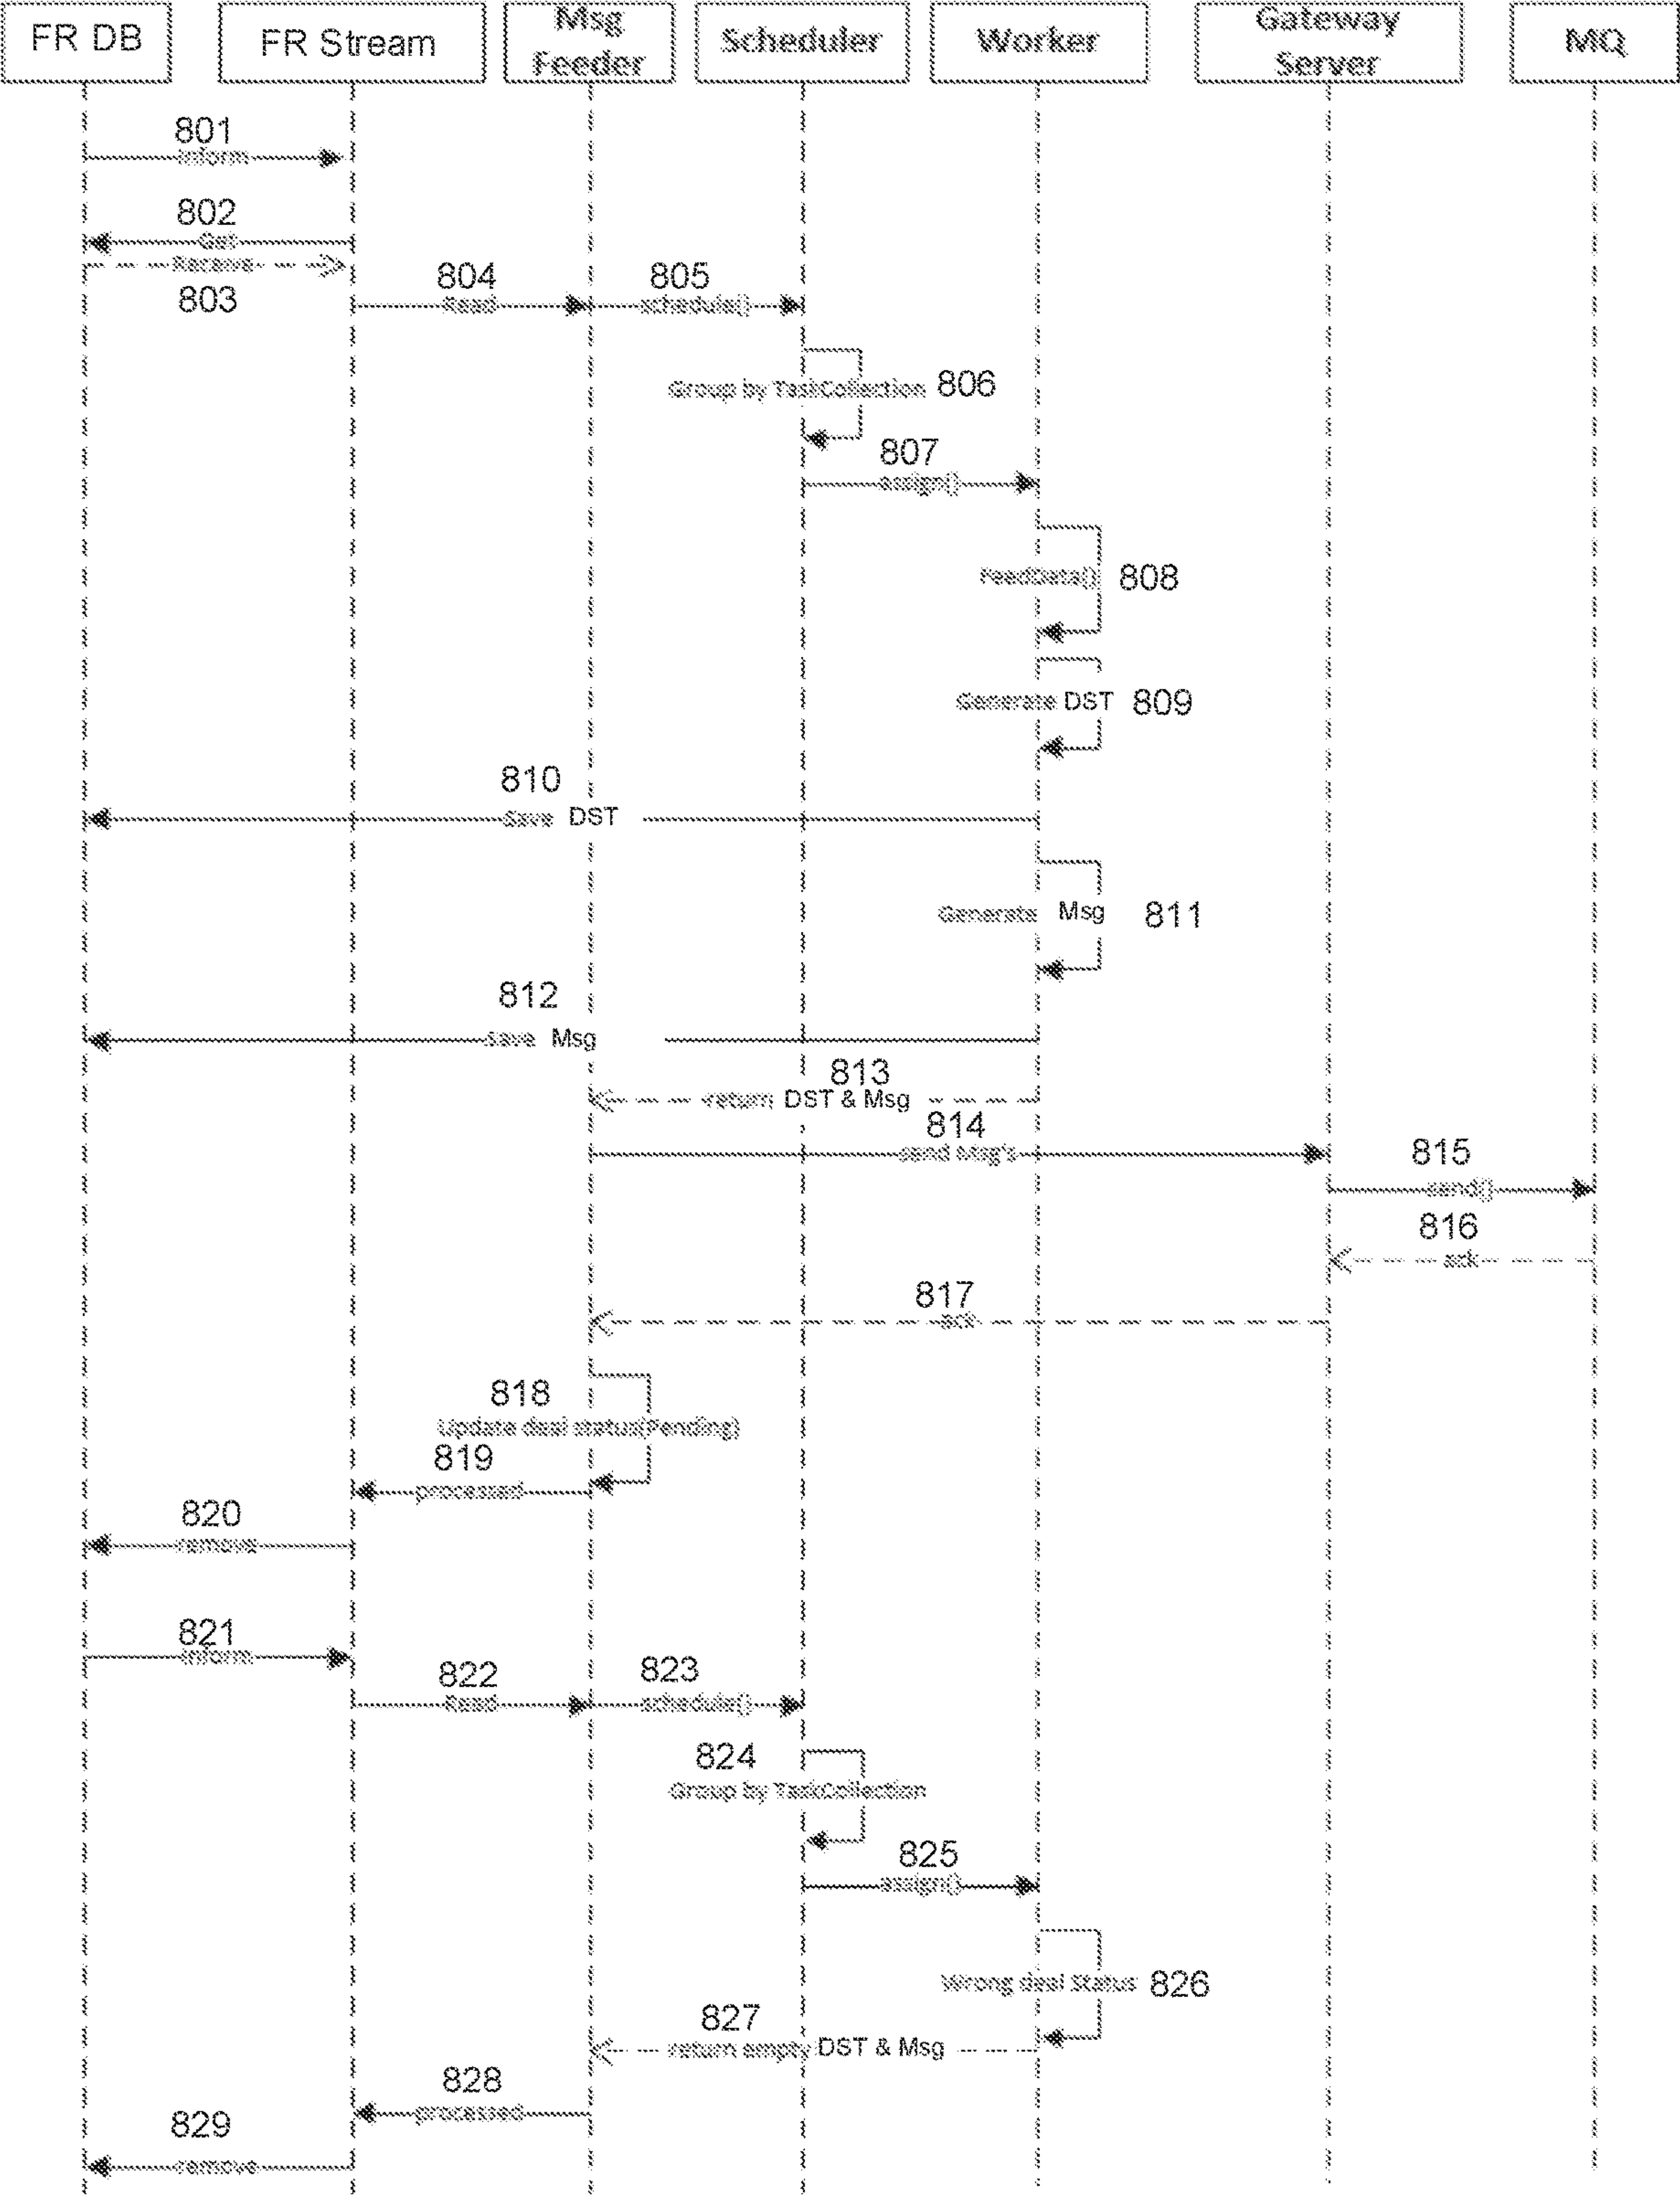 FR DB
FR Stream
Msg
Feeder
Scheduler
Worker
Gateway
Server
MQ
801
inform
802
Get
Receive
803
804
Read
805
schedule()
Group by TaskCollection
806
807
assign()
FeedData()
808
Generate DST
809
810
Save DST
Generate Msg
811
812
save Msg
813
return DST & Msg
814
send Msg's
815
send()
816
ack
817
ack
818
Update deal status(Pending)
819
processed
820
remove
821
inform
822
Read
823
schedule()
824
Group by TaskCollection
825
assign()
Wrong deal Status
826
827
return empty DST & Msg
828
processed
829
remove